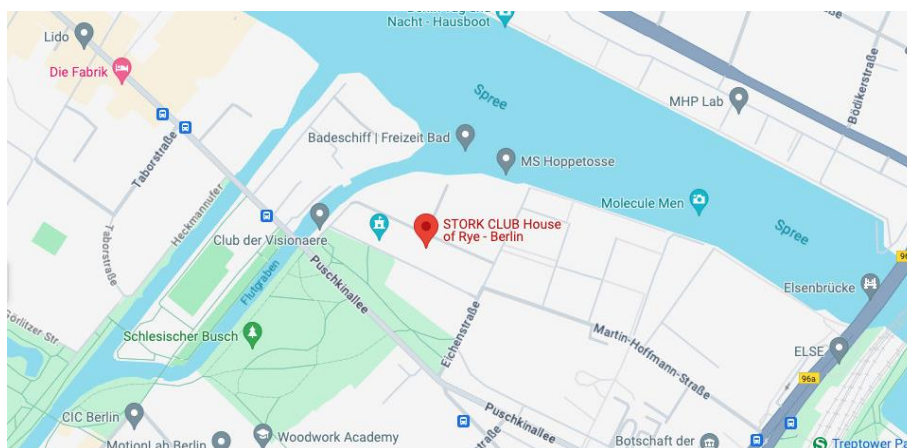 Nacht - Hausboot
Lido
Die Fabrik
Spree
MHP Lab
Bödikerstraße
Badeschiff | Freizeit Bad
MS Hoppetosse
Taborstraße
Heckmannufer
Molecule Men
STORK CLUB House
of Rye - Berlin
Club der Visionaere
Spree
Taborstraße
Puschkinallee
96a
Flutgraben
Elsenbrücke
Görlitzer Str.
Schlesischer Busch
Eichenstraße
Martin-Hoffmann-Straße
ELSE
96a
CIC Berlin
Puschkinallee
MotionLab Berlin
Woodwork Academy
Botschaft der
S
Treptower Pa